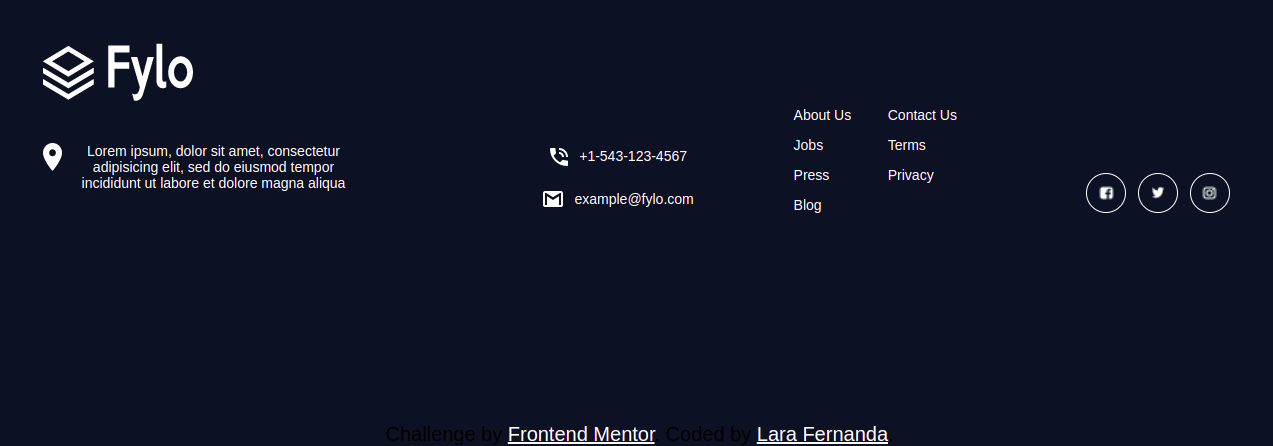 Fylo
Lorem ipsum, dolor sit amet, consectetur
adipisicing elit, sed do eiusmod tempor
incididunt ut labore et dolore magna aliqua
+1-543-123-4567
example@fylo.com
About Us
Jobs
Press
Blog
Contact Us
Terms
Privacy
Challenge by Frontend Mentor. Coded by Lara Fernanda